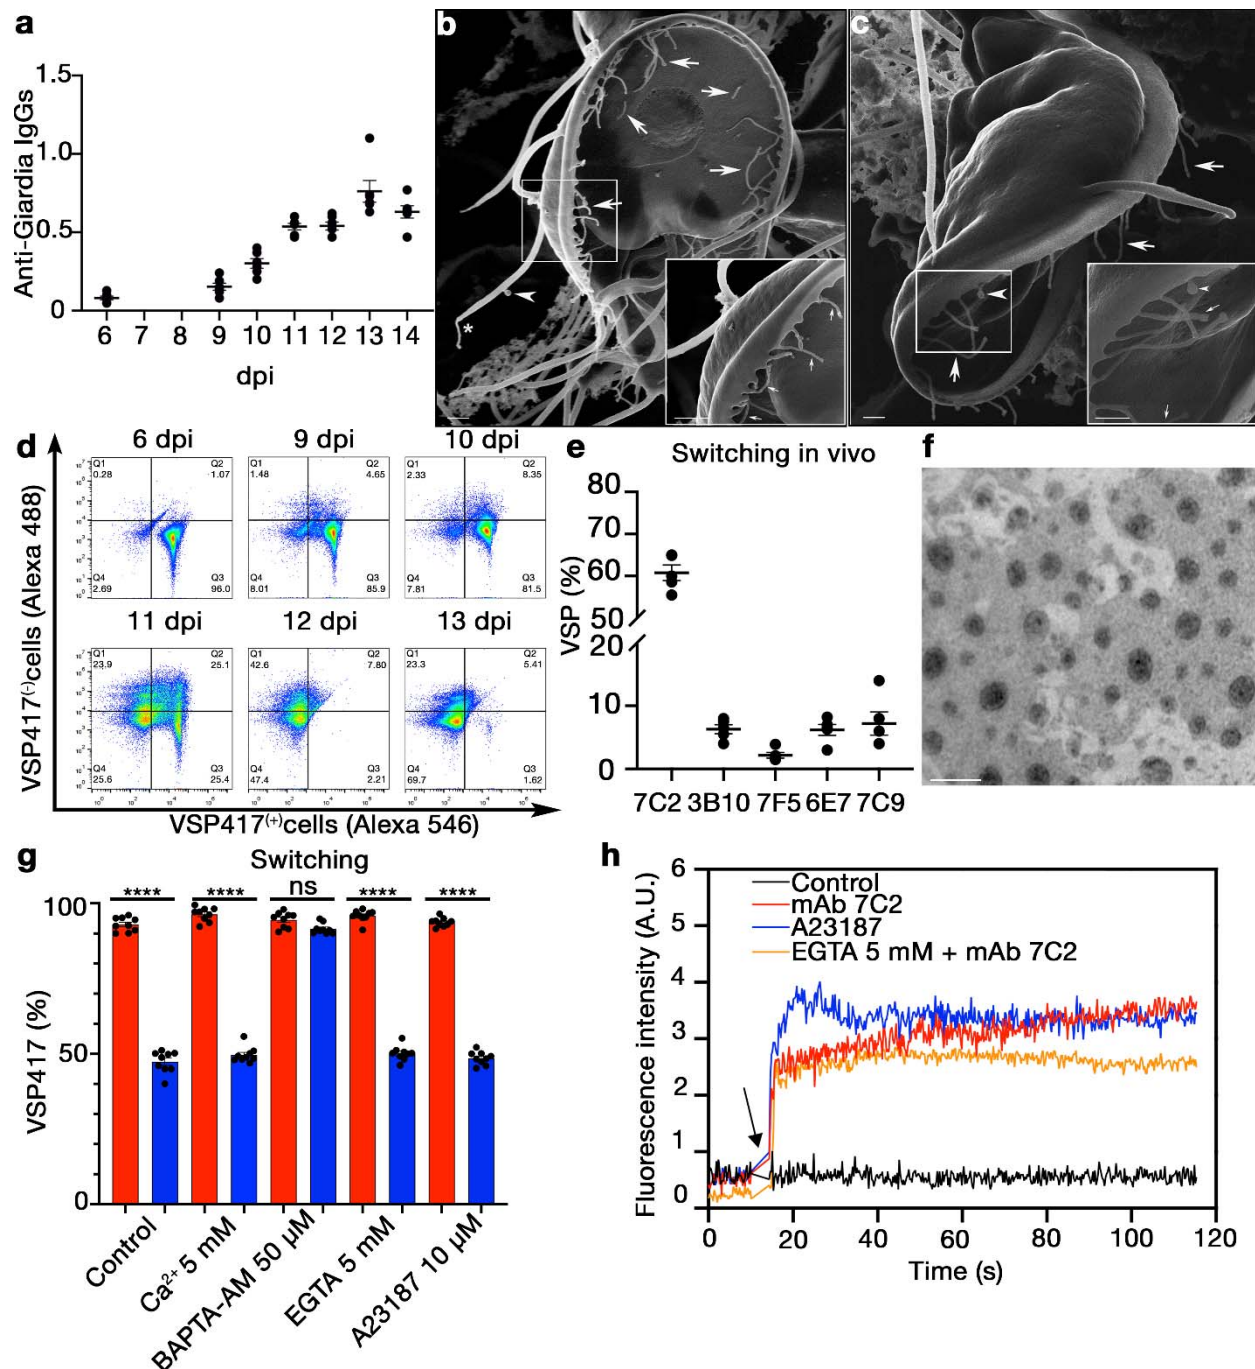 a
Anti-Giardia IgGs
1.5
1.0
0.5
0
6 7 8 9 10 11 12 13 14
dpi
b
*
c
d
VSP417(-)cells (Alexa 488)
6 dpi
Q1
0.28
Q2
1.07
Q4
2.69
Q3
96.0
9 dpi
Q1
1.48
Q2
4.65
Q4
8.01
Q3
85.9
10 dpi
Q1
2.33
Q2
8.35
Q4
7.81
Q3
81.5
11 dpi
Q1
23.9
Q2
25.1
Q4
25.6
Q3
25.4
12 dpi
Q1
42.6
Q2
7.80
Q4
47.4
Q3
2.21
13 dpi
Q1
23.3
Q2
5.41
Q4
69.7
Q3
1.62
VSP417(+)cells (Alexa 546)
e
Switching in vivo
VSP (%)
80
70
60
50
20
10
0
7C2 3B10 7F5 6E7 7C9
f
g
Switching
**** **** ns **** ****
VSP417 (%)
100
50
0
Control
Ca²⁺ 5 mM
BAPTA-AM 50 µM
EGTA 5 mM
A23187 10 µM
h
Fluorescence intensity (A.U.)
6
5
4
3
2
1
0
Control
mAb 7C2
A23187
EGTA 5 mM + mAb 7C2
0 20 40 60 80 100 120
Time (s)